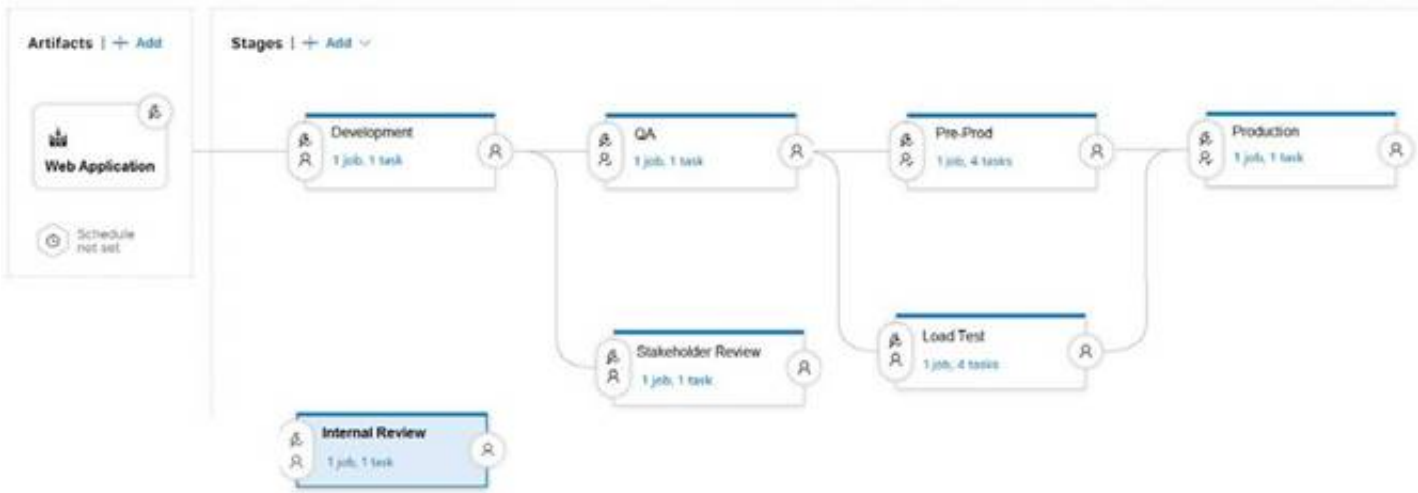 Artifacts | + Add
Stages | + Add
Web Application
Schedule
not set
Development
1 job, 1 task
QA
1 job, 1 task
Pre-Prod
1 job, 4 tasks
Production
1 job, 1 task
Stakeholder Review
1 job, 1 task
Load Test
1 job, 4 tasks
Internal Review
1 job, 1 task